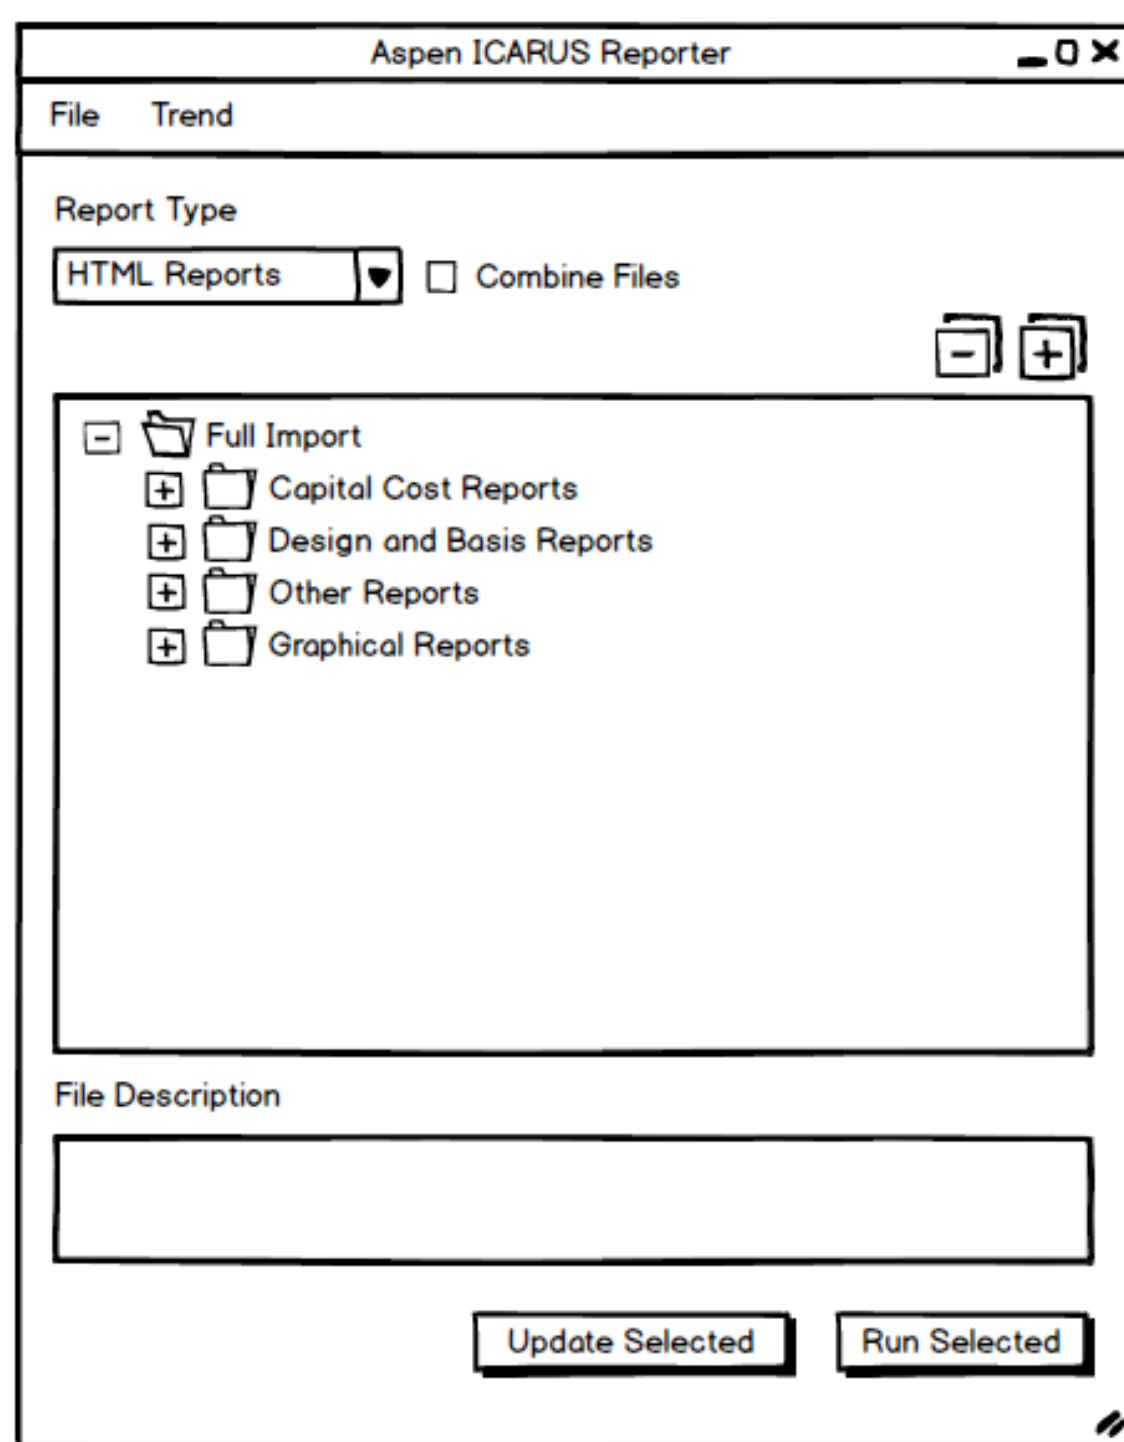 Aspen ICARUS Reporter
File Trend
Report Type
HTML Reports Combine Files
Full Import
Capital Cost Reports
Design and Basis Reports
Other Reports
Graphical Reports
File Description
Update Selected Run Selected